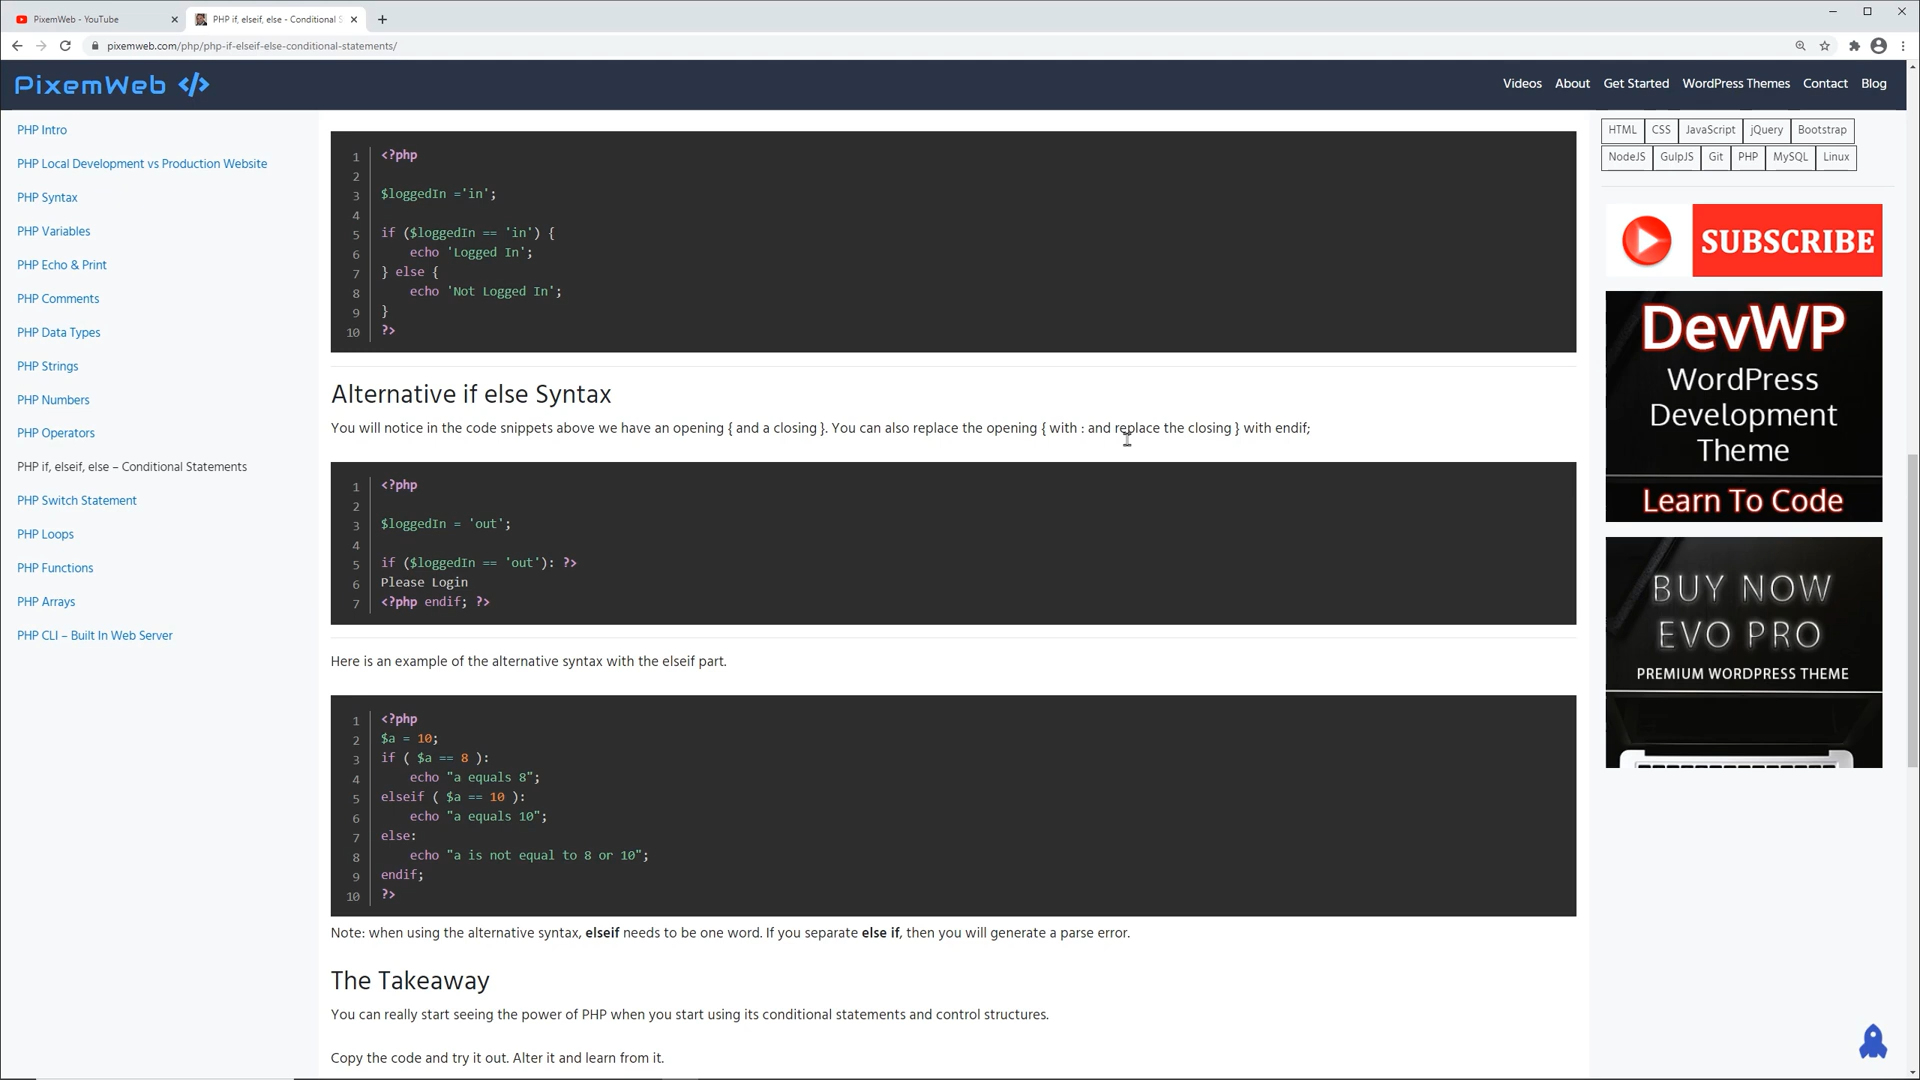 PixemWeb - YouTube
PHP if, elseif, else - Conditional S
pixemweb.com/php/php-if-elseif-else-conditional-statements/
PixemWeb </>
Videos About Get Started WordPress Themes Contact Blog
PHP Intro
PHP Local Development vs Production Website
PHP Syntax
PHP Variables
PHP Echo & Print
PHP Comments
PHP Data Types
PHP Strings
PHP Numbers
PHP Operators
PHP if, elseif, else – Conditional Statements
PHP Switch Statement
PHP Loops
PHP Functions
PHP Arrays
PHP CLI – Built In Web Server
1 <?php
2
3 $loggedIn ='in';
4
5 if ($loggedIn == 'in') {
6     echo 'Logged In';
7 } else {
8     echo 'Not Logged In';
9 }
10 ?>
Alternative if else Syntax
You will notice in the code snippets above we have an opening { and a closing }. You can also replace the opening { with : and replace the closing } with endif;
1 <?php
2
3 $loggedIn = 'out';
4
5 if ($loggedIn == 'out'): ?>
6 Please Login
7 <?php endif; ?>
Here is an example of the alternative syntax with the elseif part.
1 <?php
2 $a = 10;
3 if ( $a == 8 ):
4     echo "a equals 8";
5 elseif ( $a == 10 ):
6     echo "a equals 10";
7 else:
8     echo "a is not equal to 8 or 10";
9 endif;
10 ?>
Note: when using the alternative syntax, elseif needs to be one word. If you separate else if, then you will generate a parse error.
The Takeaway
You can really start seeing the power of PHP when you start using its conditional statements and control structures.
Copy the code and try it out. Alter it and learn from it.
HTML CSS JavaScript jQuery Bootstrap
NodeJS GulpJS Git PHP MySQL Linux
SUBSCRIBE
DevWP
WordPress
Development
Theme
Learn To Code
BUY NOW
EVO PRO
PREMIUM WORDPRESS THEME